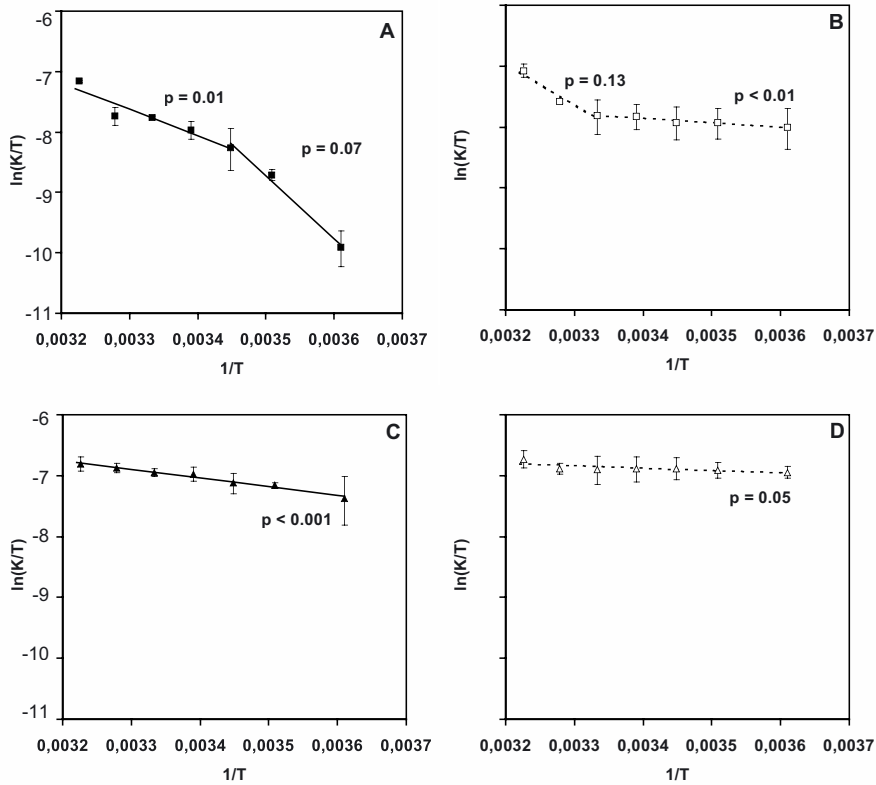 A
-6
-7
-8
-9
-10
-11
ln(K/T)
p = 0.01
p = 0.07
0,0032 0,0033 0,0034 0,0035 0,0036 0,0037
1/T
B
ln(K/T)
p = 0.13
p < 0.01
0,0032 0,0033 0,0034 0,0035 0,0036 0,0037
1/T
C
-6
-7
-8
-9
-10
-11
ln(K/T)
p < 0.001
0,0032 0,0033 0,0034 0,0035 0,0036 0,0037
1/T
D
ln(K/T)
p = 0.05
0,0032 0,0033 0,0034 0,0035 0,0036 0,0037
1/T